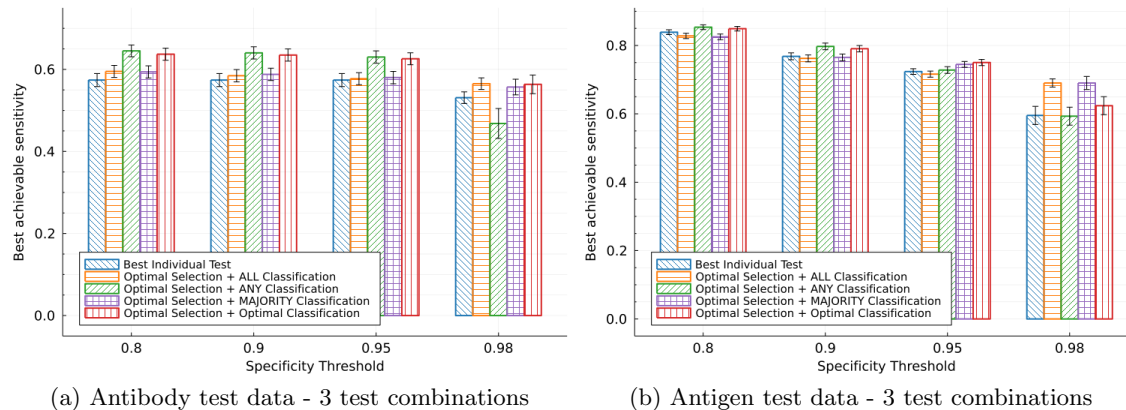 Best achievable sensitivity
0.6
0.4
0.2
0.0
Best Individual Test
Optimal Selection + ALL Classification
Optimal Selection + ANY Classification
Optimal Selection + MAJORITY Classification
Optimal Selection + Optimal Classification
0.8
0.9
0.95
0.98
Specificity Threshold
(a) Antibody test data - 3 test combinations
Best achievable sensitivity
0.8
0.6
0.4
0.2
0.0
Best Individual Test
Optimal Selection + ALL Classification
Optimal Selection + ANY Classification
Optimal Selection + MAJORITY Classification
Optimal Selection + Optimal Classification
0.8
0.9
0.95
0.98
Specificity Threshold
(b) Antigen test data - 3 test combinations